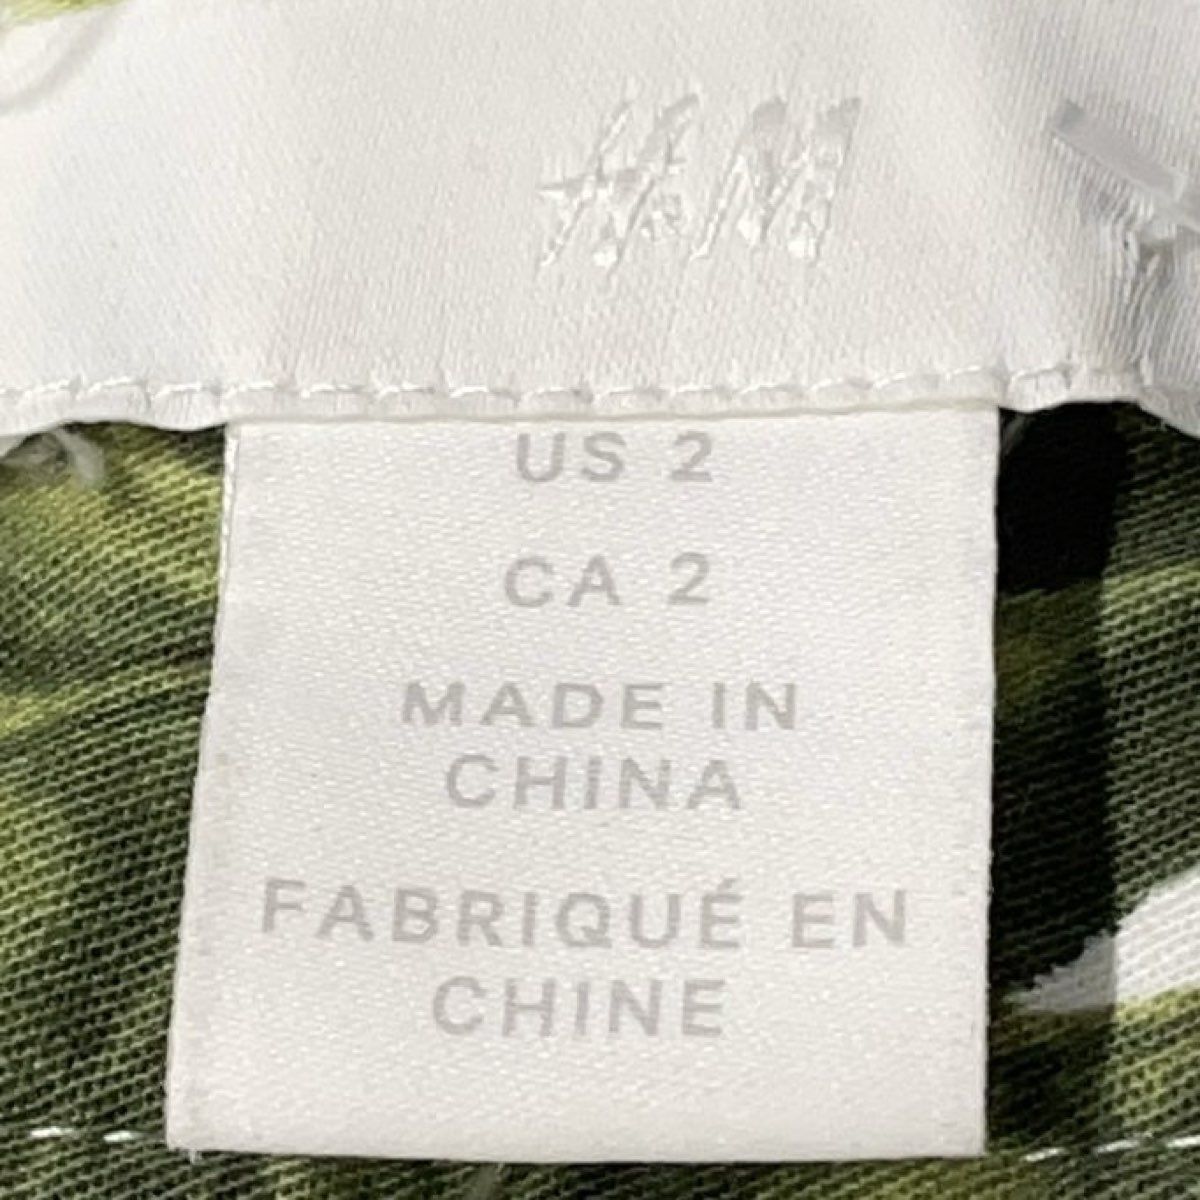 H&M
US 2
CA 2
MADE IN
CHINA
FABRIQUÉ EN
CHINE